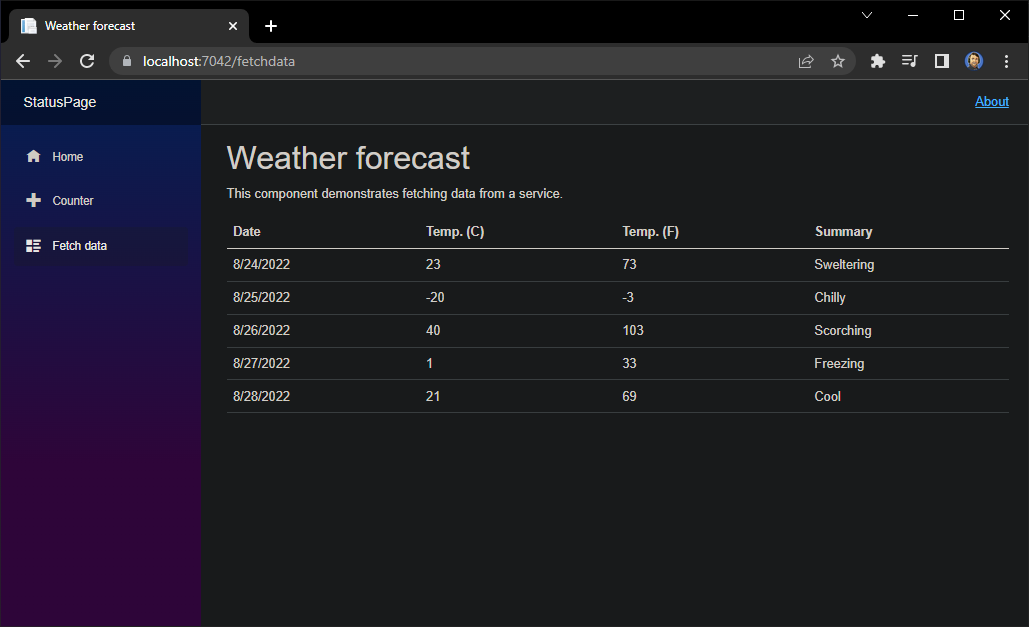 Weather forecast
localhost:7042/fetchdata
StatusPage
About
Home
Counter
Fetch data
Weather forecast
This component demonstrates fetching data from a service.
Date Temp. (C) Temp. (F) Summary
8/24/2022 23 73 Sweltering
8/25/2022 -20 -3 Chilly
8/26/2022 40 103 Scorching
8/27/2022 1 33 Freezing
8/28/2022 21 69 Cool